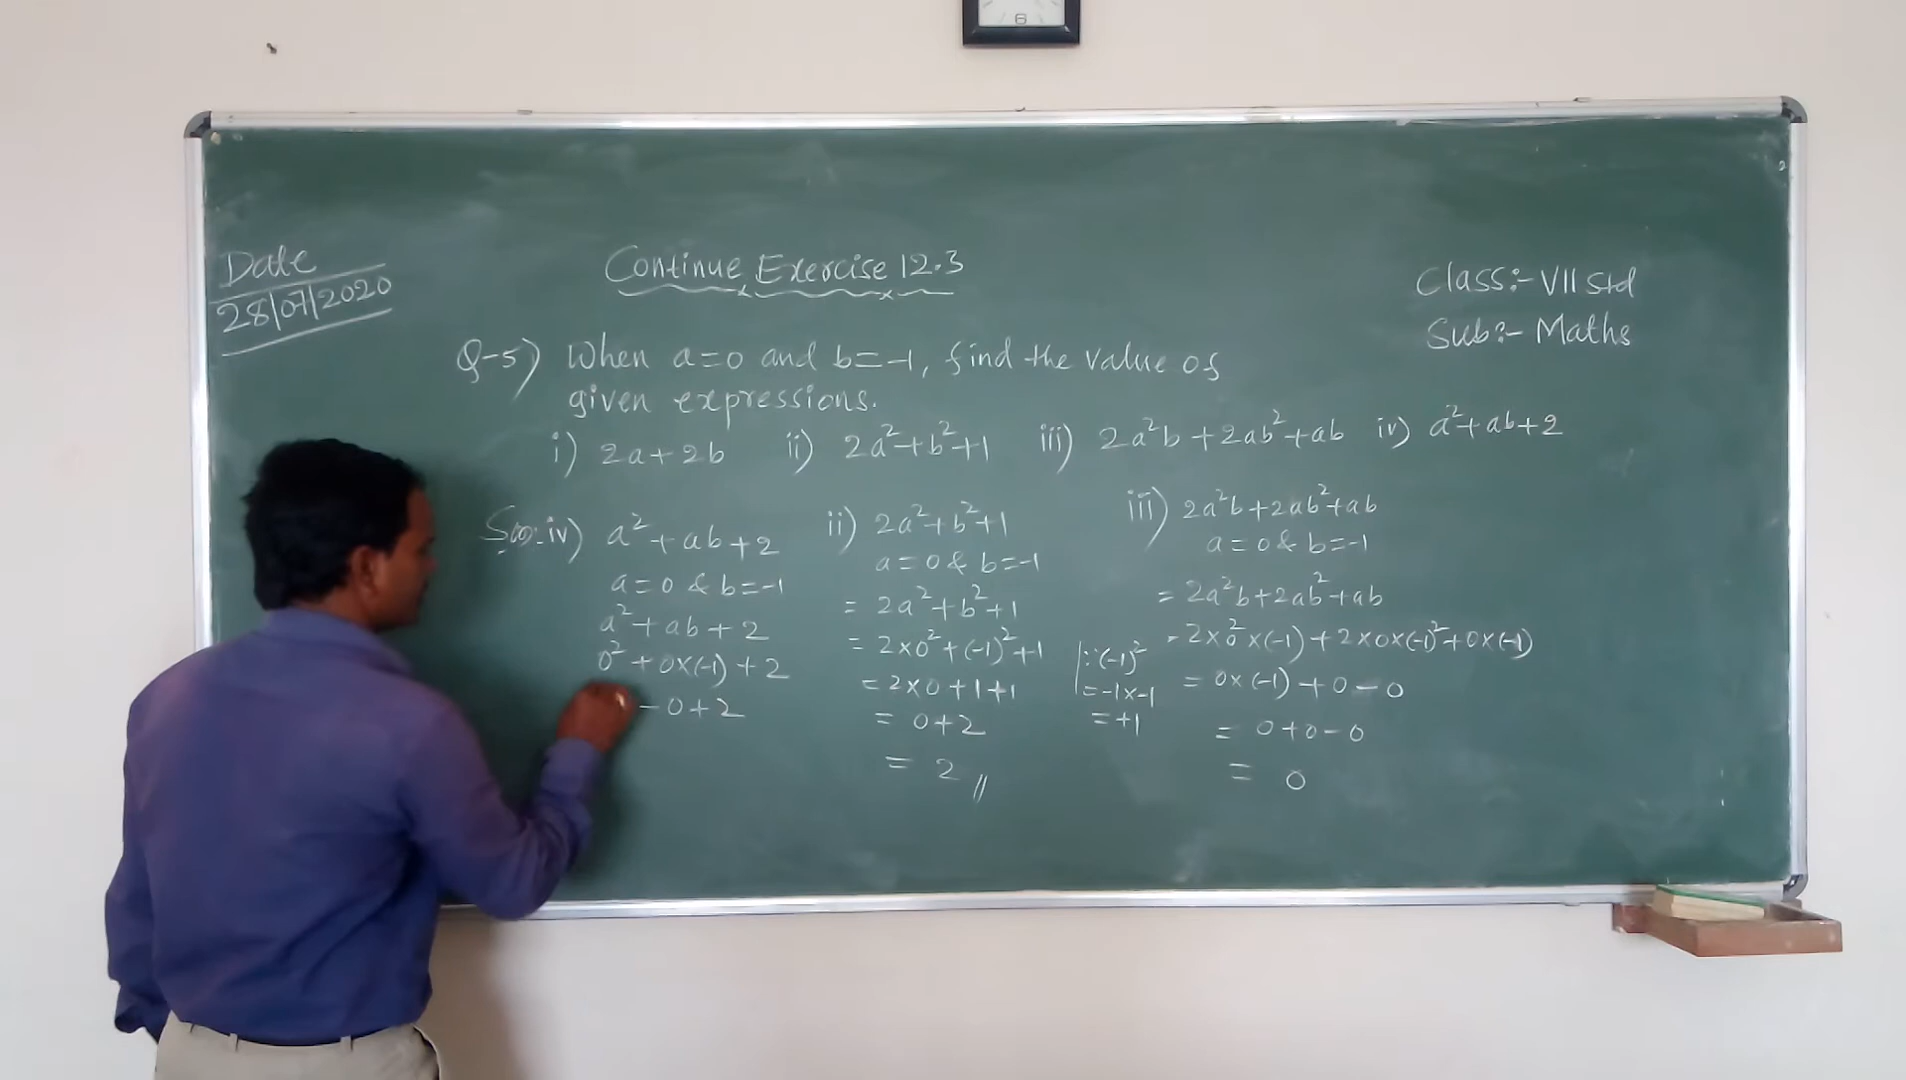 6
Date
28/07/2020
Continue Exercise 12.3
Class:- VII Std
Sub:- Maths
Q-5) When a=0 and b=-1, find the value of
given expressions.
i) 2a+2b ii) 2a²+b²+1 iii) 2a²b+2ab²+ab iv) a²+ab+2
iv) a²+ab+2
a=0 & b=-1
a²+ab+2
0²+0×(-1)+2
-0+2
ii) 2a²+b²+1
a=0 & b=-1
= 2a²+b²+1
= 2×0²+(-1)²+1
= 2×0+1+1
= 0+2
= 2 //
∵(-1)²
= -1×-1
= +1
iii) 2a²b+2ab²+ab
a=0 & b=-1
= 2a²b+2ab²+ab
= 2×0²×(-1)+2×0×(-1)²+0×(-1)
= 0×(-1)+0-0
= 0+0-0
= 0